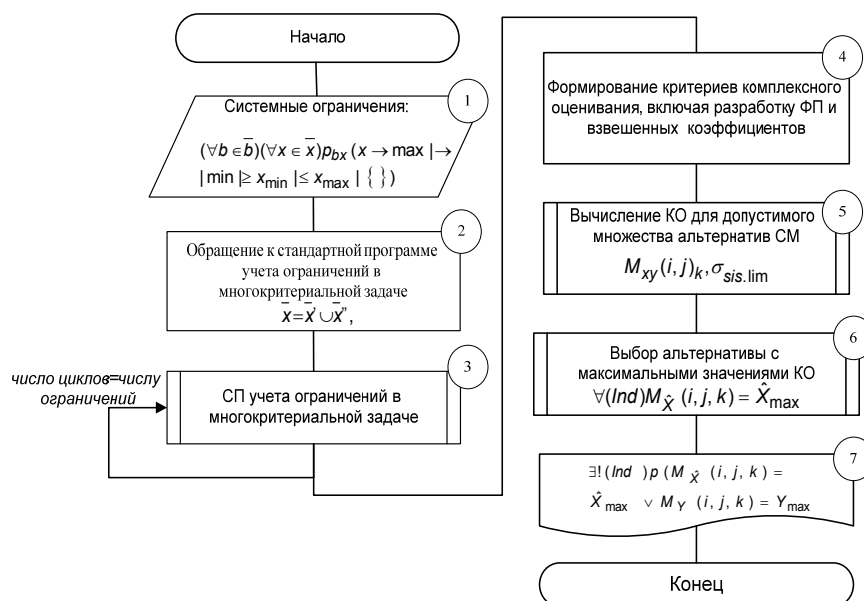 Начало
1
Системные ограничения:
(∀b ∈ b̅)(∀x ∈ x̅)p_bx (x → max |→
| min |≥ x_min |≤ x_max | { })
2
Обращение к стандартной программе
учета ограничений в
многокритериальной задаче
x̅ = x̅' ∪ x̅",
3
СП учета ограничений в
многокритериальной задаче
число циклов=числу
ограничений
4
Формирование критериев комплексного
оценивания, включая разработку ФП и
взвешенных коэффициентов
5
Вычисление КО для допустимого
множества альтернатив СМ
M_xy (i, j)_k, σ_sis.lim
6
Выбор альтернативы с
максимальными значениями КО
∀(Ind)M_X̂ (i, j, k) = X̂_max
7
∃!(Ind )p (M_X̂ (i, j, k) =
X̂_max ∨ M_Y (i, j, k) = Y_max
Конец